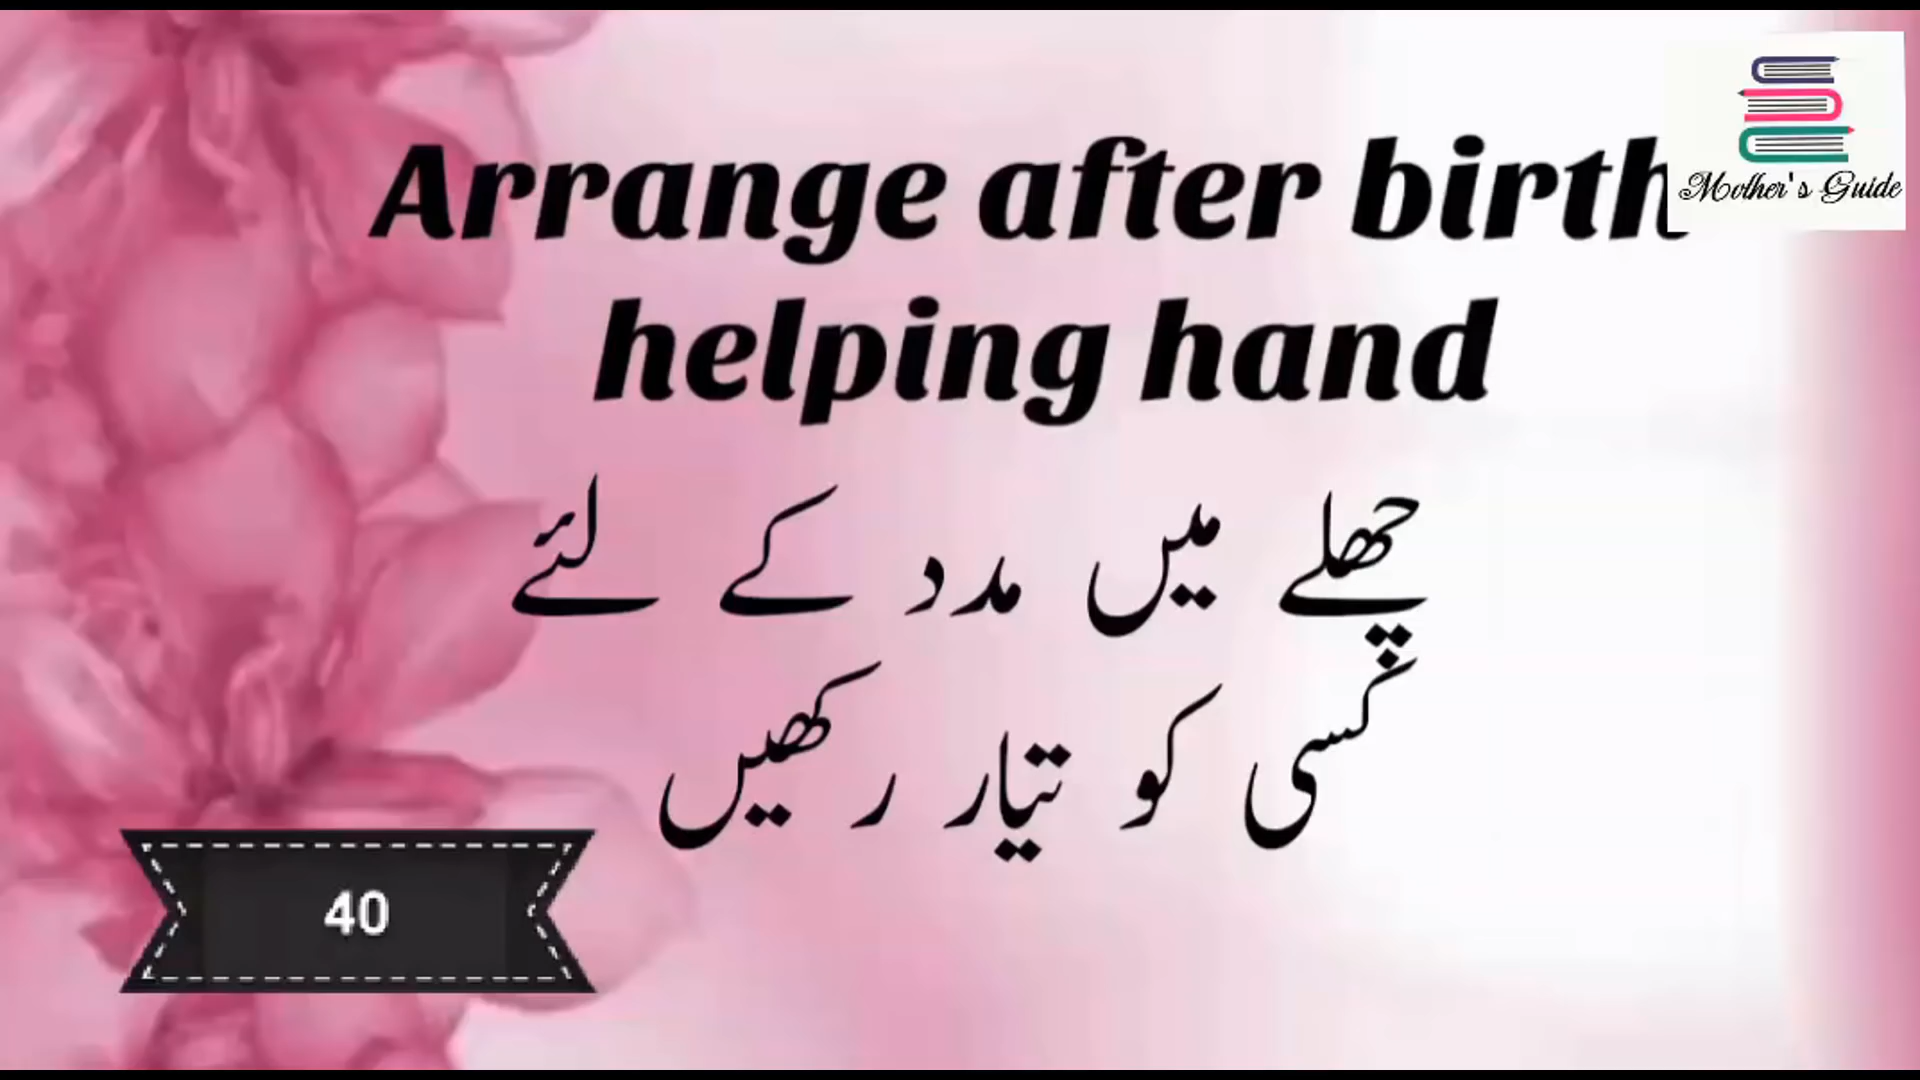 Mother's Guide
Arrange after birth
helping hand
چھلے میں مدد کے لئے
کسی کو تیار رکھیں
40